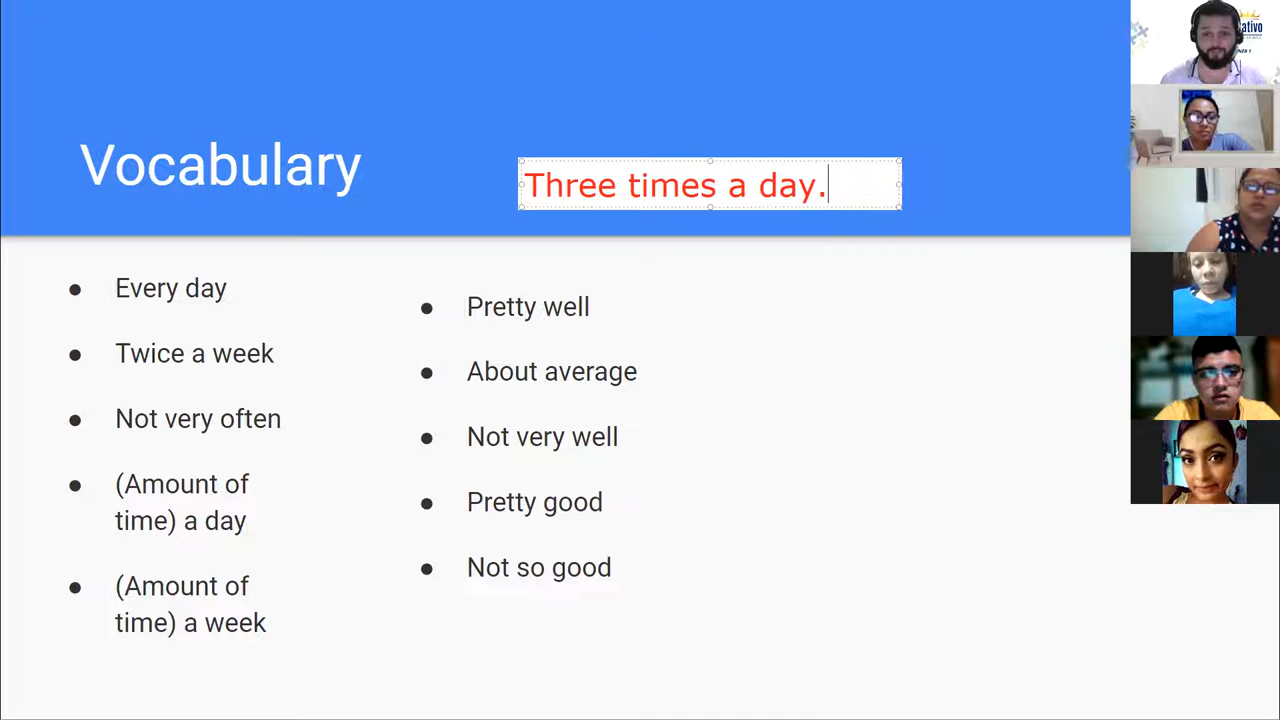 Vocabulary
Three times a day.
Every day
Twice a week
Not very often
(Amount of
time) a day
(Amount of
time) a week
Pretty well
About average
Not very well
Pretty good
Not so good